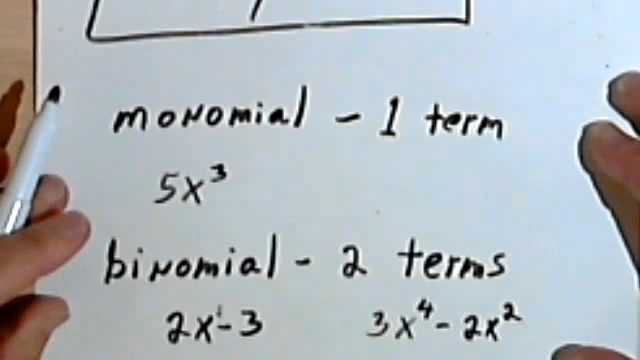 monomial - 1 term
5x³
binomial - 2 terms
2x-3 3x⁴-2x²